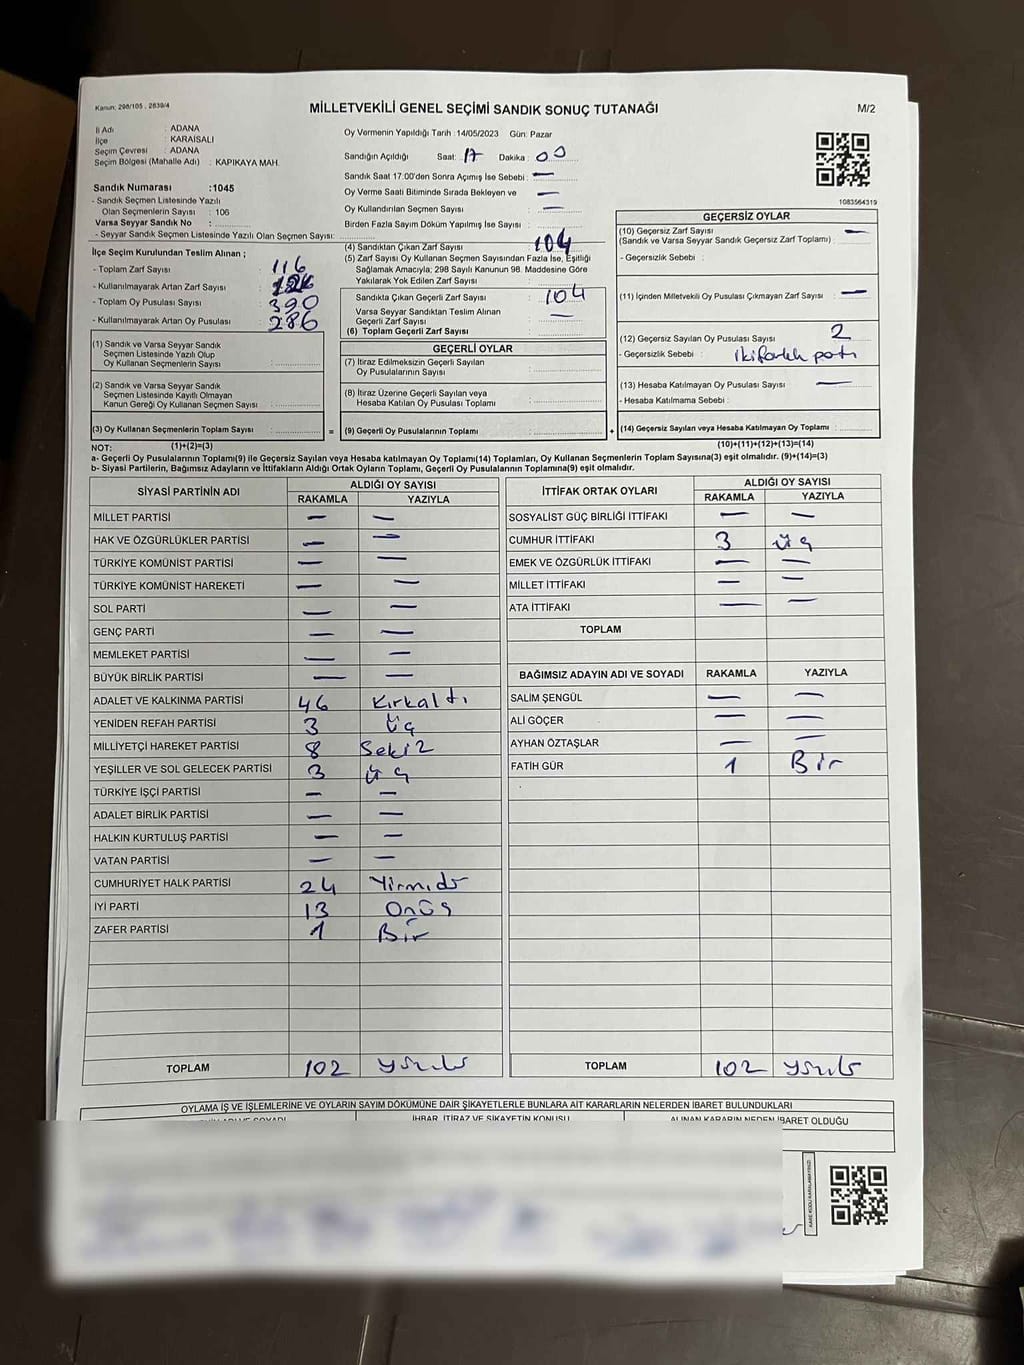 Kanun: 298/105 , 2839/4
MİLLETVEKİLİ GENEL SEÇİMİ SANDIK SONUÇ TUTANAĞI
M/2
İl Adı : ADANA
İlçe : KARAİSALI
Seçim Çevresi : ADANA
Seçim Bölgesi (Mahalle Adı) : KAPIKAYA MAH.
Oy Vermenin Yapıldığı Tarih : 14/05/2023 Gün: Pazar
Sandığın Açıldığı Saat: 17 Dakika : 00
Sandık Saat 17:00'den Sonra Açımış İse Sebebi : —
Oy Verme Saati Bitiminde Sırada Bekleyen ve —
Oy Kullandırılan Seçmen Sayısı —
Birden Fazla Sayım Döküm Yapılmış İse Sayısı :
1083564319
Sandık Numarası :1045
- Sandık Seçmen Listesinde Yazılı
Olan Seçmenlerin Sayısı : 106
Varsa Seyyar Sandık No :
- Seyyar Sandık Seçmen Listesinde Yazılı Olan Seçmen Sayısı:
İlçe Seçim Kurulundan Teslim Alınan ;
- Toplam Zarf Sayısı : 116
- Kullanılmayarak Artan Zarf Sayısı :
- Toplam Oy Pusulası Sayısı : 390
- Kullanılmayarak Artan Oy Pusulası : 286
(4) Sandıktan Çıkan Zarf Sayısı : 104
(5) Zarf Sayısı Oy Kullanan Seçmen Sayısından Fazla İse, Eşitliği
Sağlamak Amacıyla; 298 Sayılı Kanunun 98. Maddesine Göre
Yakılarak Yok Edilen Zarf Sayısı :
Sandıkta Çıkan Geçerli Zarf Sayısı : 104
Varsa Seyyar Sandıktan Teslim Alınan
Geçerli Zarf Sayısı : —
(6) Toplam Geçerli Zarf Sayısı :
GEÇERSİZ OYLAR
(10) Geçersiz Zarf Sayısı : —
(Sandık ve Varsa Seyyar Sandık Geçersiz Zarf Toplamı) :
- Geçersizlik Sebebi :
(11) İçinden Milletvekili Oy Pusulası Çıkmayan Zarf Sayısı : —
(12) Geçersiz Sayılan Oy Pusulası Sayısı : 2
- Geçersizlik Sebebi :
(13) Hesaba Katılmayan Oy Pusulası Sayısı : —
- Hesaba Katılmama Sebebi :
(14) Geçersiz Sayılan veya Hesaba Katılmayan Oy Toplamı :
(10)+(11)+(12)+(13)=(14)
(1) Sandık ve Varsa Seyyar Sandık
Seçmen Listesinde Yazılı Olup
Oy Kullanan Seçmenlerin Sayısı :
(2) Sandık ve Varsa Seyyar Sandık
Seçmen Listesinde Kayıtlı Olmayan
Kanun Gereği Oy Kullanan Seçmen Sayısı :
(3) Oy Kullanan Seçmenlerin Toplam Sayısı :
=
GEÇERLİ OYLAR
(7) İtiraz Edilmeksizin Geçerli Sayılan
Oy Pusulalarının Sayısı :
(8) İtiraz Üzerine Geçerli Sayılan veya
Hesaba Katılan Oy Pusulası Toplamı :
(9) Geçerli Oy Pusulalarının Toplamı :
+
NOT: (1)+(2)=(3)
a- Geçerli Oy Pusulalarının Toplamı(9) ile Geçersiz Sayılan veya Hesaba Katılmayan Oy Toplamı(14) Toplamları, Oy Kullanan Seçmenlerin Toplam Sayısına(3) eşit olmalıdır. (9)+(14)=(3)
b- Siyasi Partilerin, Bağımsız Adayların ve İttifakların Aldığı Ortak Oyların Toplamı, Geçerli Oy Pusulalarının Toplamına(9) eşit olmalıdır.
SİYASİ PARTİNİN ADI
ALDIĞI OY SAYISI
RAKAMLA YAZIYLA
MİLLET PARTİSİ — —
HAK VE ÖZGÜRLÜKLER PARTİSİ — —
TÜRKİYE KOMÜNİST PARTİSİ — —
TÜRKİYE KOMÜNİST HAREKETİ — —
SOL PARTİ — —
GENÇ PARTİ — —
MEMLEKET PARTİSİ — —
BÜYÜK BİRLİK PARTİSİ — —
ADALET VE KALKINMA PARTİSİ 46 Kırkaltı
YENİDEN REFAH PARTİSİ 3 Üç
MİLLİYETÇİ HAREKET PARTİSİ 8 Sekiz
YEŞİLLER VE SOL GELECEK PARTİSİ 3 üç
TÜRKİYE İŞÇİ PARTİSİ — —
ADALET BİRLİK PARTİSİ — —
HALKIN KURTULUŞ PARTİSİ — —
VATAN PARTİSİ — —
CUMHURİYET HALK PARTİSİ 24
İYİ PARTİ 13 Onüç
ZAFER PARTİSİ 1 Bir
TOPLAM 102
İTTİFAK ORTAK OYLARI
ALDIĞI OY SAYISI
RAKAMLA YAZIYLA
SOSYALİST GÜÇ BİRLİĞİ İTTİFAKI — —
CUMHUR İTTİFAKI 3 üç
EMEK VE ÖZGÜRLÜK İTTİFAKI — —
MİLLET İTTİFAKI — —
ATA İTTİFAKI — —
TOPLAM
BAĞIMSIZ ADAYIN ADI VE SOYADI RAKAMLA YAZIYLA
SALİM ŞENGÜL — —
ALİ GÖÇER — —
AYHAN ÖZTAŞLAR — —
FATİH GÜR 1 Bir
TOPLAM 102
OYLAMA İŞ VE İŞLEMLERİNE VE OYLARIN SAYIM DÖKÜMÜNE DAİR ŞİKAYETLERLE BUNLARA AİT KARARLARIN NELERDEN İBARET BULUNDUKLARI
İHBAR, İTİRAZ VE ŞİKAYETİN KONUSU
ALINAN KARARIN NEDEN İBARET OLDUĞU